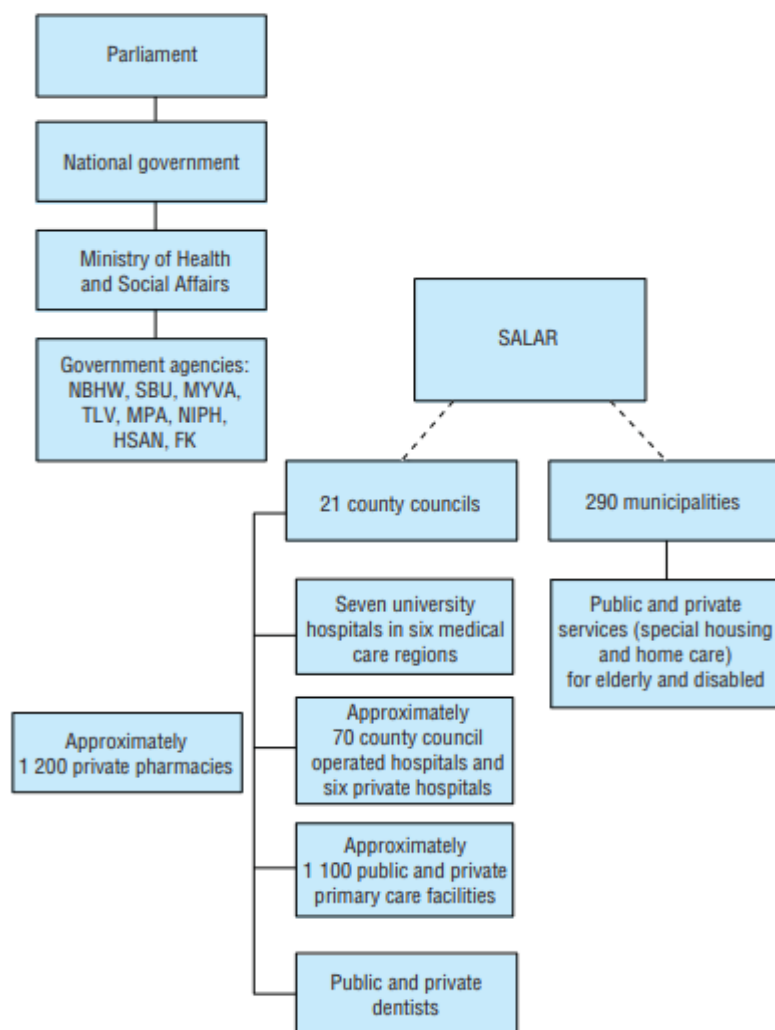 Parliament
National government
Ministry of Health
and Social Affairs
Government agencies:
NBHW, SBU, MYVA,
TLV, MPA, NIPH,
HSAN, FK
SALAR
21 county councils
290 municipalities
Seven university
hospitals in six medical
care regions
Public and private
services (special housing
and home care)
for elderly and disabled
Approximately
1 200 private pharmacies
Approximately
70 county council
operated hospitals and
six private hospitals
Approximately
1 100 public and private
primary care facilities
Public and private
dentists